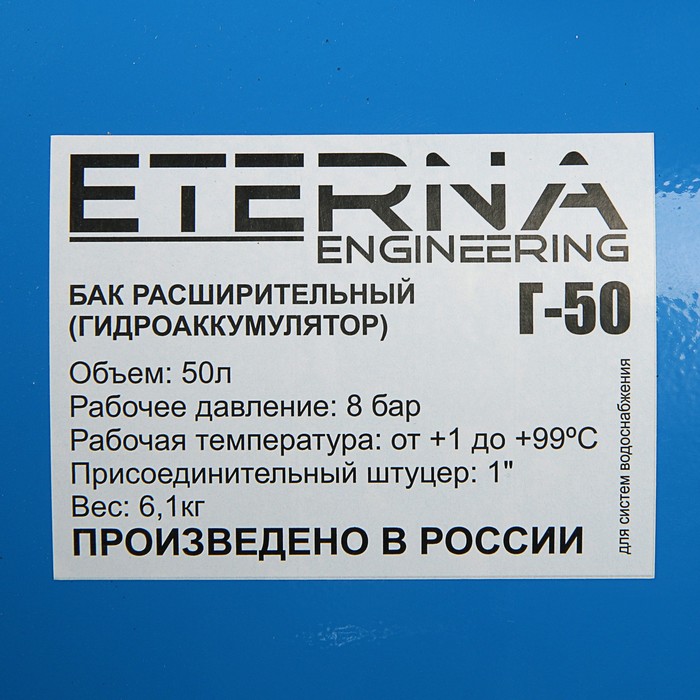 ETERNA
ENGINEERING
БАК РАСШИРИТЕЛЬНЫЙ
(ГИДРОАККУМУЛЯТОР)
Г-50
Объем: 50л
Рабочее давление: 8 бар
Рабочая температура: от +1 до +99ºС
Присоединительный штуцер: 1"
Вес: 6,1кг
ПРОИЗВЕДЕНО В РОССИИ
для систем водоснабжения